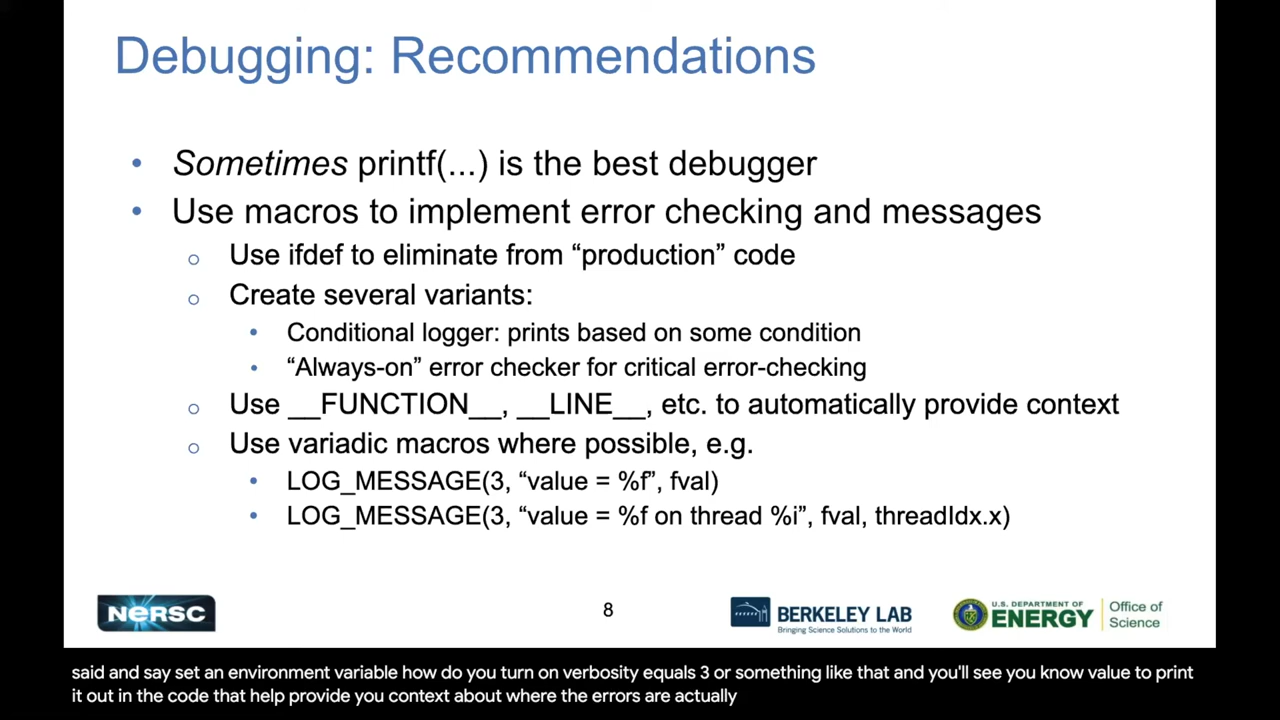 Debugging: Recommendations
• Sometimes printf(...) is the best debugger
• Use macros to implement error checking and messages
○ Use ifdef to eliminate from “production” code
○ Create several variants:
• Conditional logger: prints based on some condition
• “Always-on” error checker for critical error-checking
○ Use __FUNCTION__, __LINE__, etc. to automatically provide context
○ Use variadic macros where possible, e.g.
• LOG_MESSAGE(3, “value = %f”, fval)
• LOG_MESSAGE(3, “value = %f on thread %i”, fval, threadIdx.x)
NERSC
8
BERKELEY LAB
Bringing Science Solutions to the World
U.S. DEPARTMENT OF
ENERGY
Office of
Science
said and say set an environment variable how do you turn on verbosity equals 3 or something like that and you'll see you know value to print
it out in the code that help provide you context about where the errors are actually